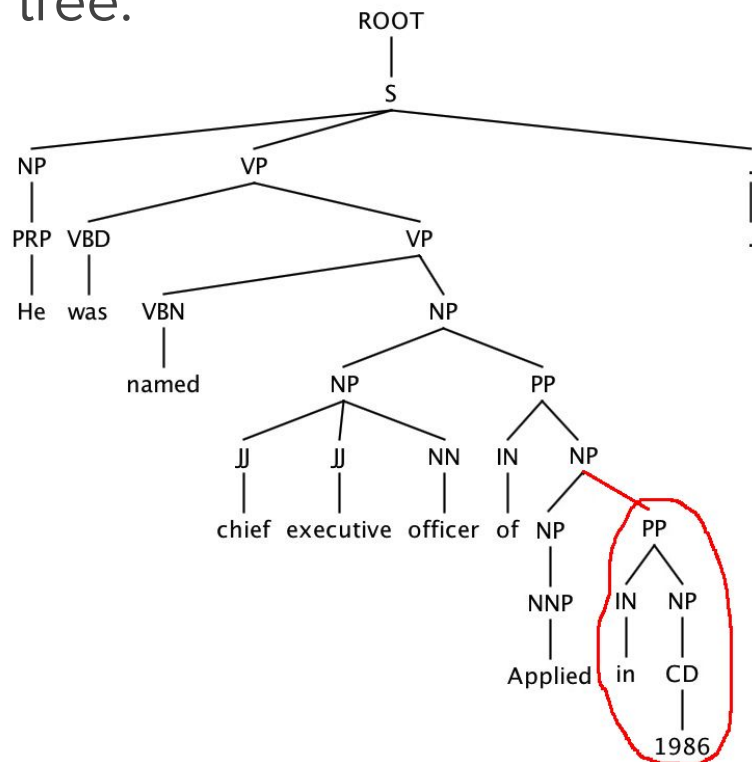 tree.
ROOT
S
NP VP .
PRP VBD VP .
He was VBN NP
named NP PP
JJ JJ NN IN NP
chief executive officer of NP PP
NNP IN NP
Applied in CD
1986